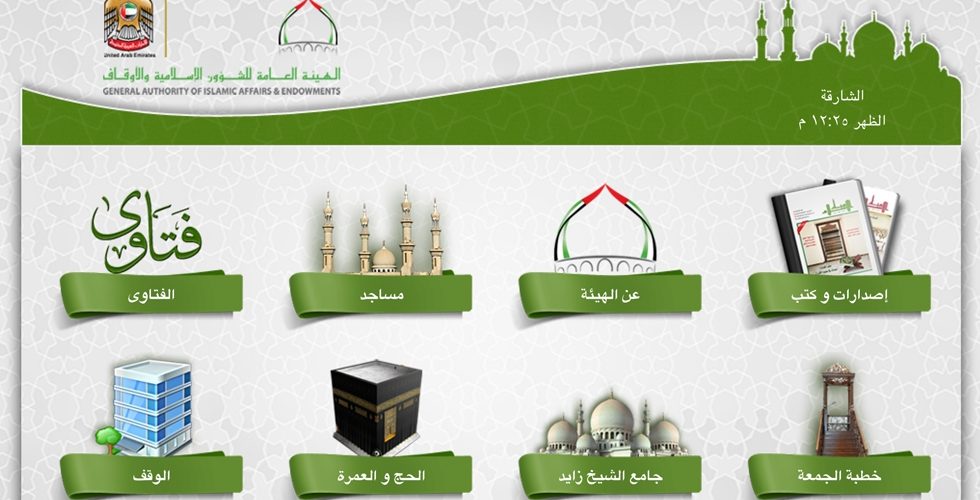 United Arab Emirates
الهيئة العامة للشؤون الإسلامية والأوقاف
GENERAL AUTHORITY OF ISLAMIC AFFAIRS & ENDOWMENTS
الشارقة
الظهر ١٢:٢٥ م
فتاوى
إصدارات و كتب
عن الهيئة
مساجد
الفتاوى
خطبة الجمعة
جامع الشيخ زايد
الحج و العمرة
الوقف